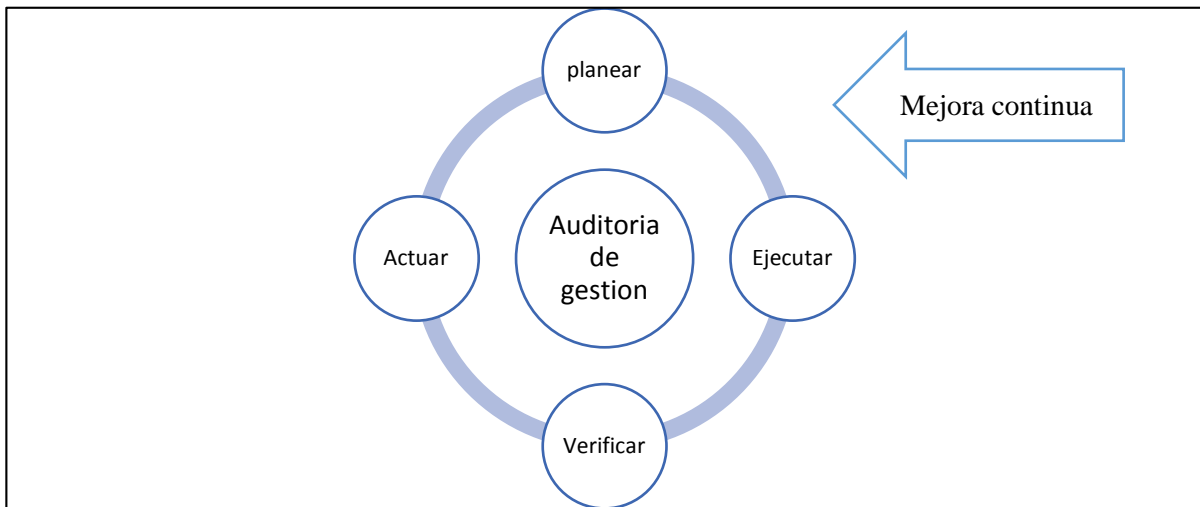 planear
Mejora continua
Actuar
Auditoria
de
gestion
Ejecutar
Verificar